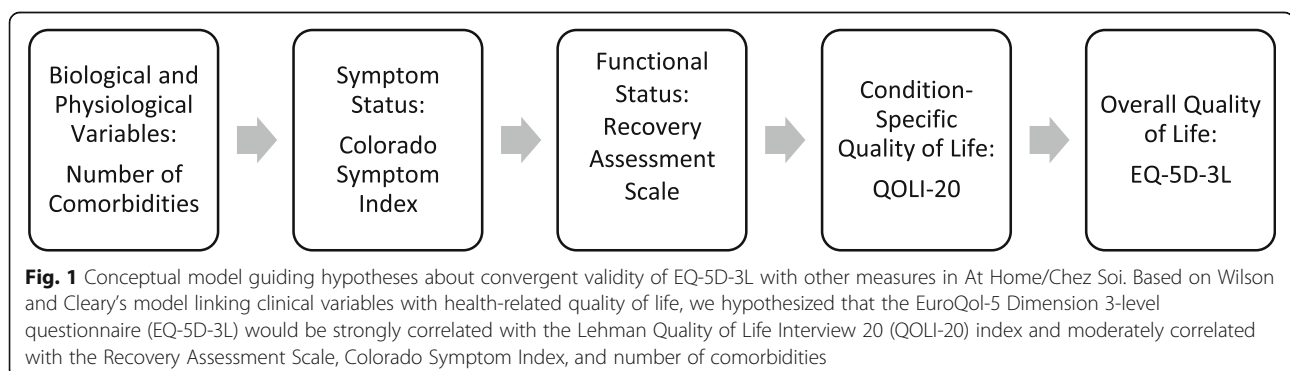 Biological and
Physiological
Variables:
Number of
Comorbidities
Symptom
Status:
Colorado
Symptom
Index
Functional
Status:
Recovery
Assessment
Scale
Condition-
Specific
Quality of Life:
QOLI-20
Overall Quality
of Life:
EQ-5D-3L
Fig. 1 Conceptual model guiding hypotheses about convergent validity of EQ-5D-3L with other measures in At Home/Chez Soi. Based on Wilson
and Cleary's model linking clinical variables with health-related quality of life, we hypothesized that the EuroQol-5 Dimension 3-level
questionnaire (EQ-5D-3L) would be strongly correlated with the Lehman Quality of Life Interview 20 (QOLI-20) index and moderately correlated
with the Recovery Assessment Scale, Colorado Symptom Index, and number of comorbidities